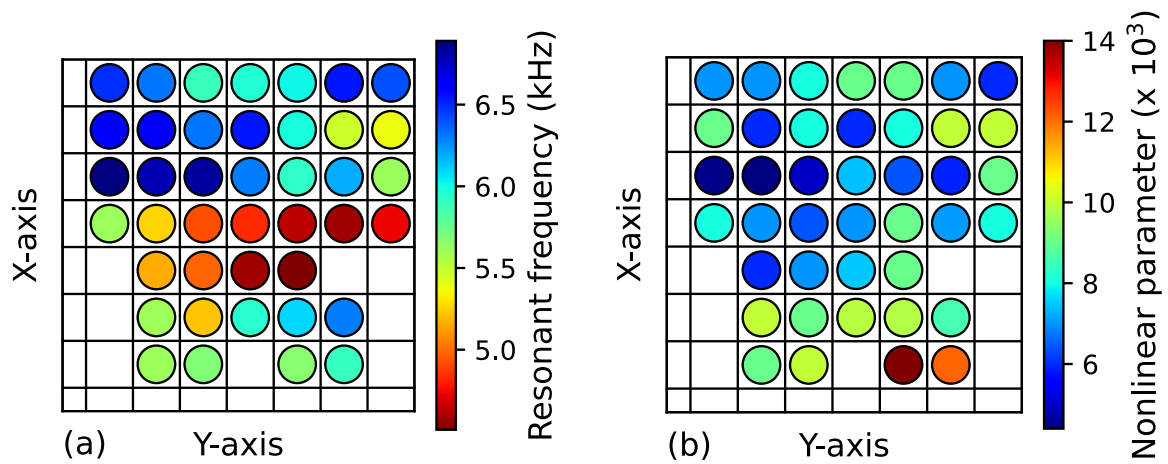 X-axis
6.5
6.0
5.5
5.0
Resonant frequency (kHz)
(a)
Y-axis
X-axis
14
12
10
8
6
Nonlinear parameter (x 10³)
(b)
Y-axis